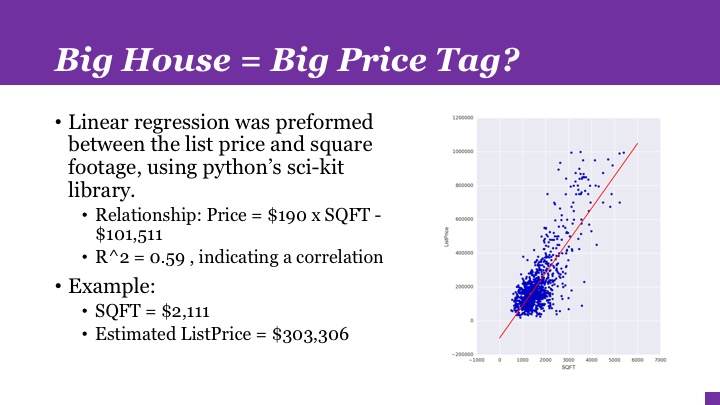 Big House = Big Price Tag?
• Linear regression was preformed
between the list price and square
footage, using python’s sci-kit
library.
• Relationship: Price = $190 x SQFT -
$101,511
• R^2 = 0.59 , indicating a correlation
• Example:
• SQFT = $2,111
• Estimated ListPrice = $303,306
1200000
1000000
800000
600000
400000
200000
0
−200000
ListPrice
−1000 0 1000 2000 3000 4000 5000 6000 7000
SQFT